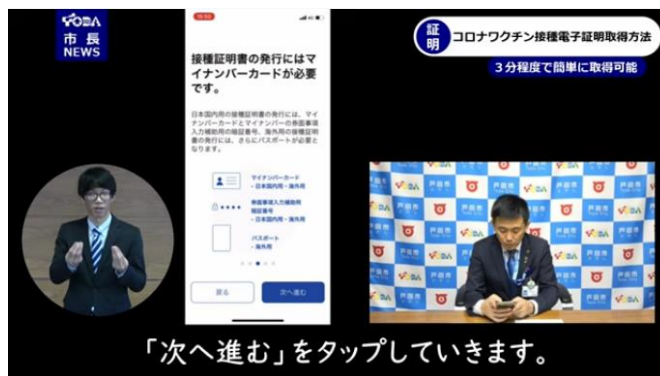 TODA
市長
NEWS
15:50
4G
接種証明書の発行にはマ
イナンバーカードが必要
です。
日本国内用の接種証明書の発行には、マイ
ナンバーカードとマイナンバーの券面事項
入力補助用の暗証番号、海外用の接種証明
書の発行には、さらにパスポートが必要と
なります。
マイナンバーカード
・日本国内用・海外用
券面事項入力補助用
暗証番号
・日本国内用・海外用
パスポート
・海外用
戻る
次へ進む
証明
コロナワクチン接種電子証明取得方法
3分程度で簡単に取得可能
戸田市
Toda City
TODA
「次へ進む」をタップしていきます。